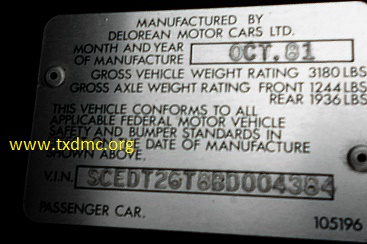 MANUFACTURED BY
DELOREAN MOTOR CARS LTD.
MONTH AND YEAR
OF MANUFACTURE OCT.81
GROSS VEHICLE WEIGHT RATING 3180 LBS
GROSS AXLE WEIGHT RATING FRONT 1244 LBS
REAR 1936 LBS
THIS VEHICLE CONFORMS TO ALL
APPLICABLE FEDERAL MOTOR VEHICLE
SAFETY AND BUMPER STANDARDS IN
DATE OF MANUFACTURE
www.txdmc.org
SHOWN ABOVE.
V.I.N. SCEDT26T8BD004384
PASSENGER CAR. 105196